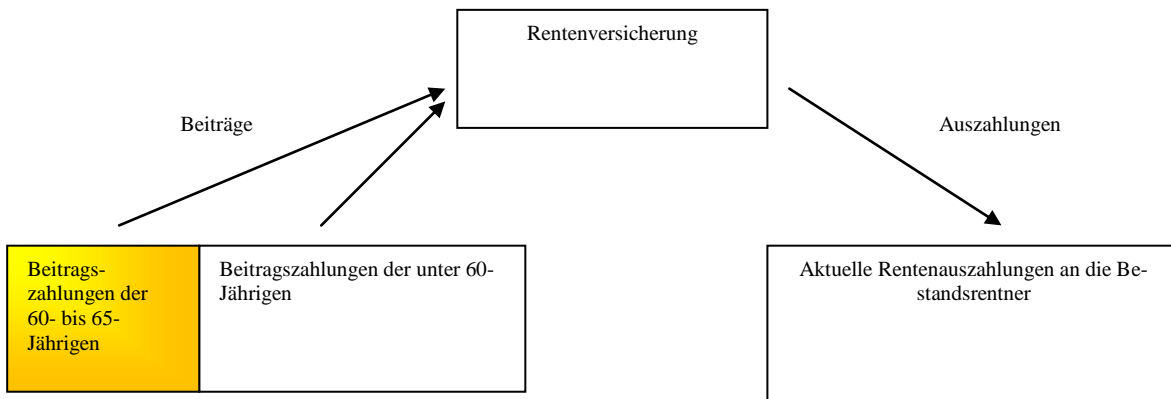 Rentenversicherung
Beiträge
Auszahlungen
Beitrags-
zahlungen der
60- bis 65-
Jährigen
Beitragszahlungen der unter 60-
Jährigen
Aktuelle Rentenauszahlungen an die Be-
standsrentner